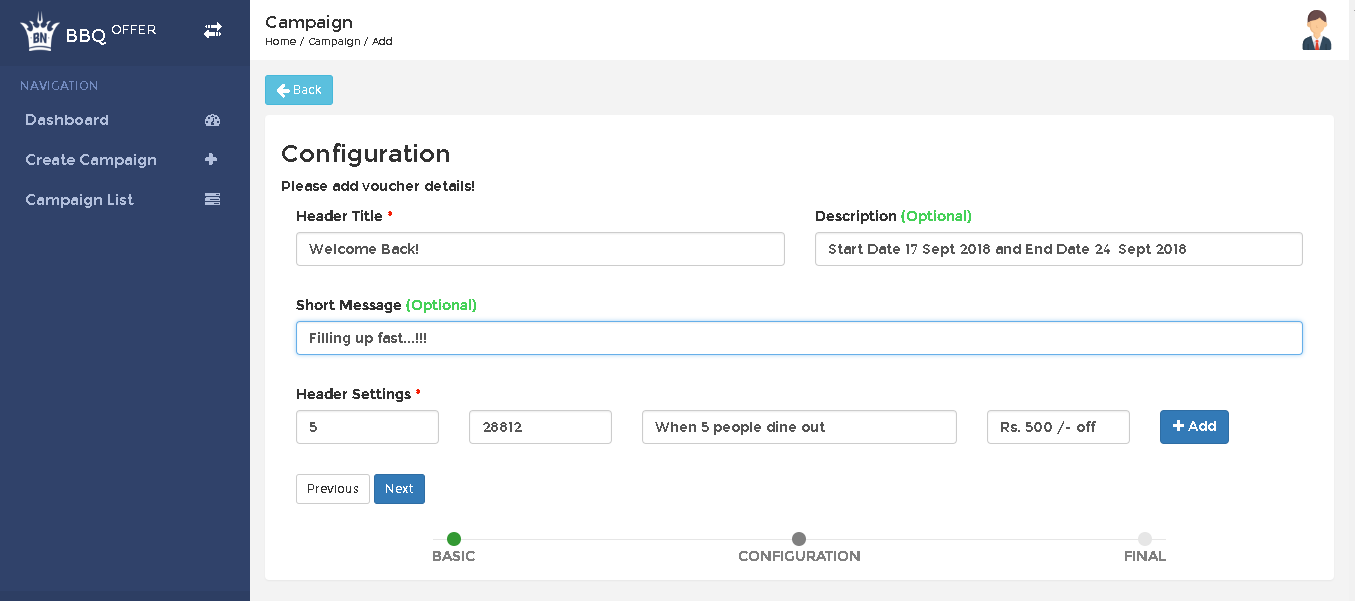 BN BBQ OFFER
NAVIGATION
Dashboard
Create Campaign
Campaign List
Campaign
Home / Campaign / Add
Back
Configuration
Please add voucher details!
Header Title * Description (Optional)
Welcome Back! Start Date 17 Sept 2018 and End Date 24 Sept 2018
Short Message (Optional)
Filling up fast...!!!
Header Settings *
5 28812 When 5 people dine out Rs. 500 /- off + Add
Previous Next
BASIC CONFIGURATION FINAL